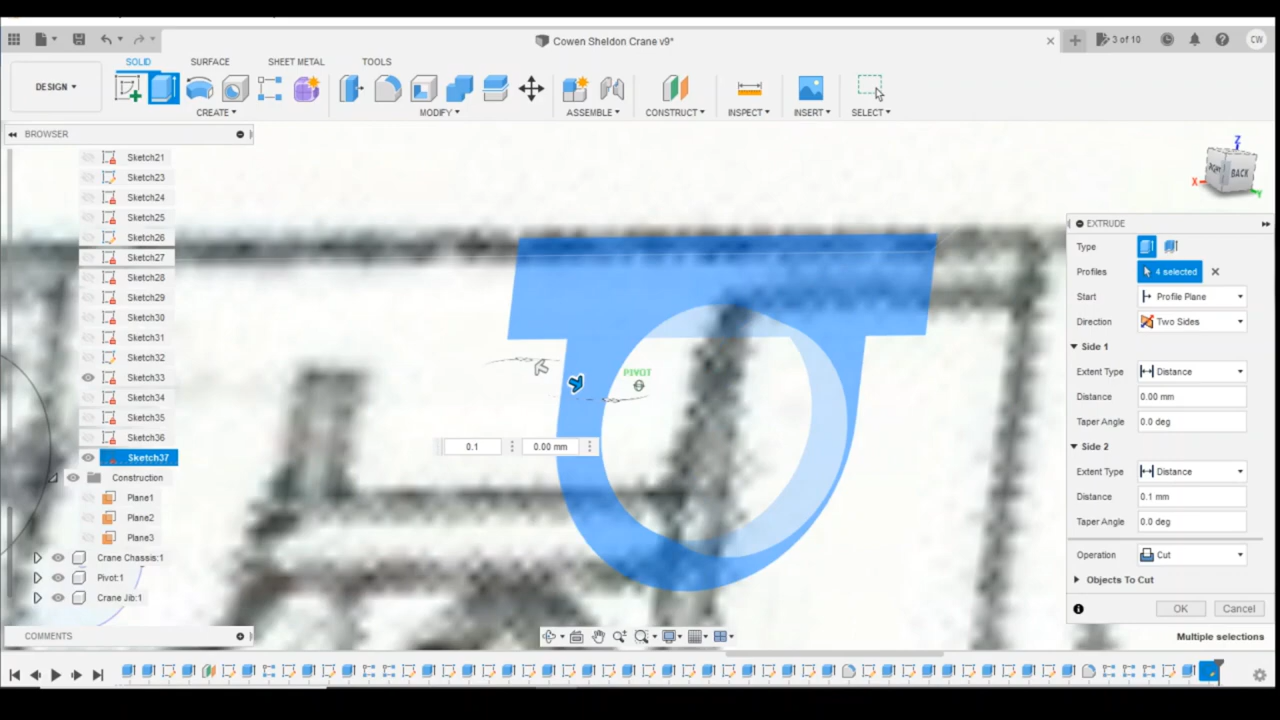 Cowen Sheldon Crane v9*
3 of 10
CW
DESIGN
SOLID
SURFACE
SHEET METAL
TOOLS
CREATE
MODIFY
ASSEMBLE
CONSTRUCT
INSPECT
INSERT
SELECT
BROWSER
Sketch21
Sketch23
Sketch24
Sketch25
Sketch26
Sketch27
Sketch28
Sketch29
Sketch30
Sketch31
Sketch32
Sketch33
Sketch34
Sketch35
Sketch36
Sketch37
Construction
Plane1
Plane2
Plane3
Crane Chassis:1
Pivot:1
Crane Jib:1
COMMENTS
PIVOT
0.1
0.00 mm
Z
BACK
X
Y
EXTRUDE
Type
Profiles
4 selected
Start
Profile Plane
Direction
Two Sides
Side 1
Extent Type
Distance
Distance
0.00 mm
Taper Angle
0.0 deg
Side 2
Extent Type
Distance
Distance
0.1 mm
Taper Angle
0.0 deg
Operation
Cut
Objects To Cut
OK
Cancel
Multiple selections